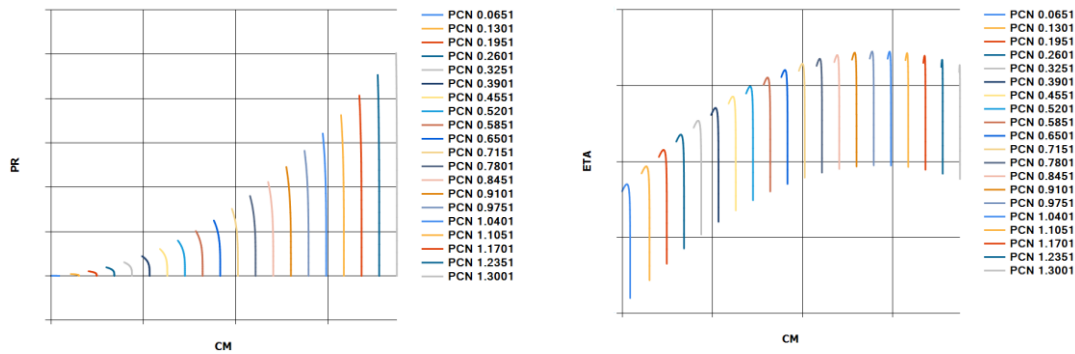 PR
CM
PCN 0.0651
PCN 0.1301
PCN 0.1951
PCN 0.2601
PCN 0.3251
PCN 0.3901
PCN 0.4551
PCN 0.5201
PCN 0.5851
PCN 0.6501
PCN 0.7151
PCN 0.7801
PCN 0.8451
PCN 0.9101
PCN 0.9751
PCN 1.0401
PCN 1.1051
PCN 1.1701
PCN 1.2351
PCN 1.3001
ETA
CM
PCN 0.0651
PCN 0.1301
PCN 0.1951
PCN 0.2601
PCN 0.3251
PCN 0.3901
PCN 0.4551
PCN 0.5201
PCN 0.5851
PCN 0.6501
PCN 0.7151
PCN 0.7801
PCN 0.8451
PCN 0.9101
PCN 0.9751
PCN 1.0401
PCN 1.1051
PCN 1.1701
PCN 1.2351
PCN 1.3001